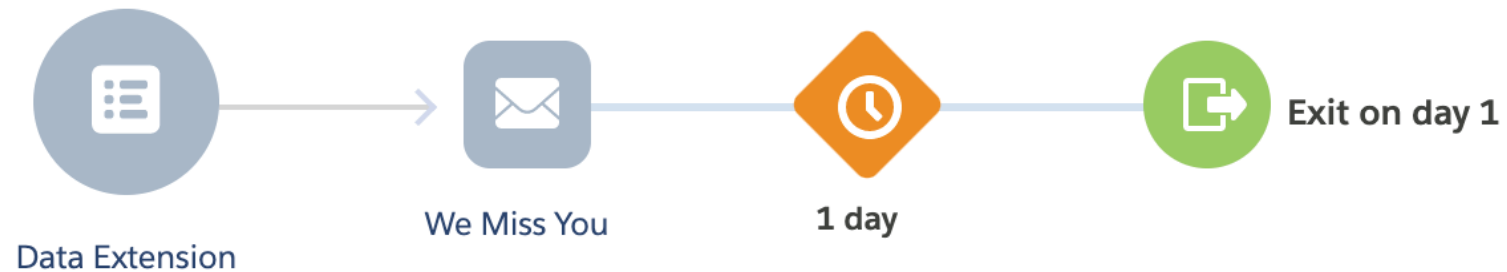 Data Extension
We Miss You
1 day
Exit on day 1